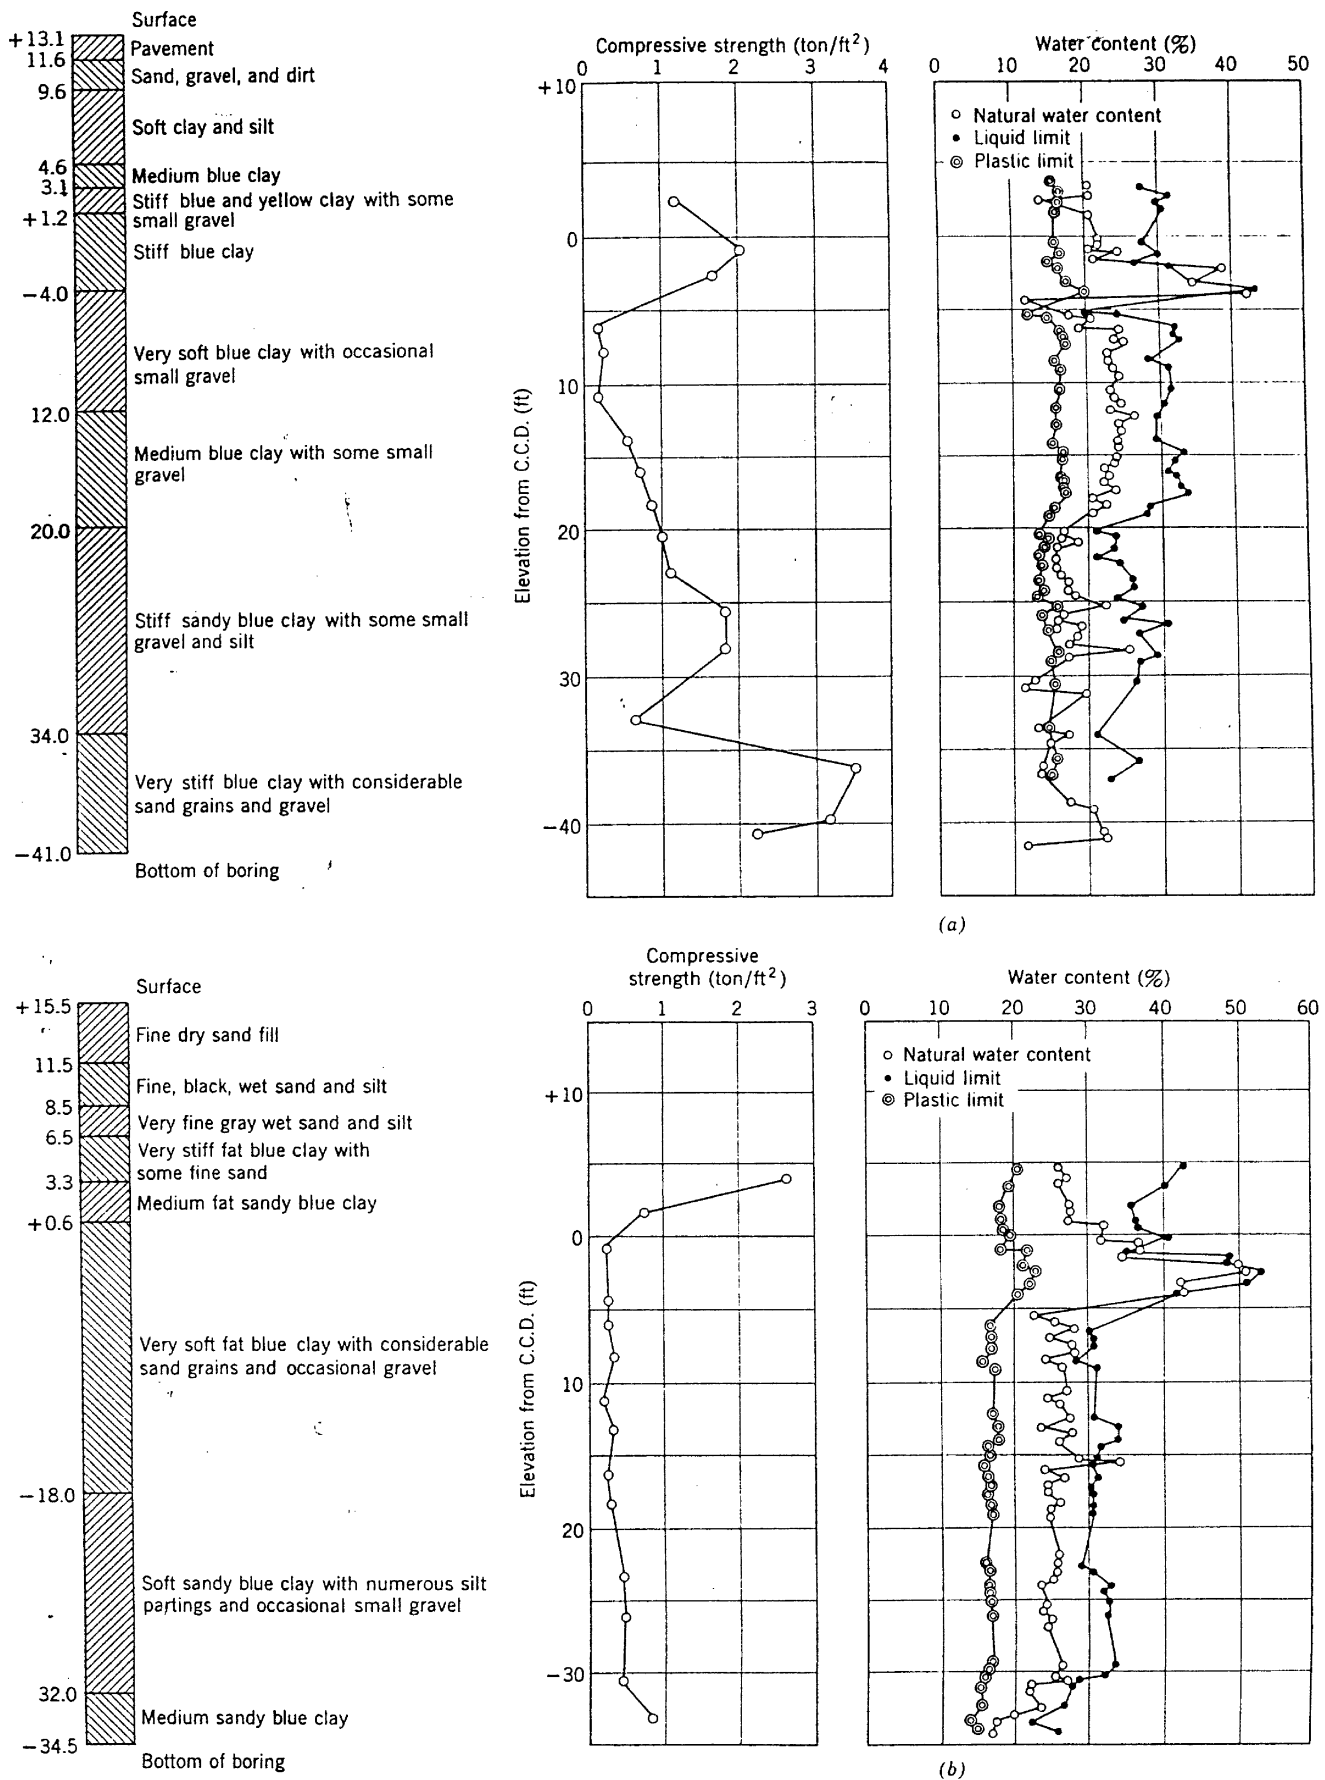 Surface
+13.1
Pavement
11.6
Sand, gravel, and dirt
9.6
Soft clay and silt
4.6
Medium blue clay
3.1
Stiff blue and yellow clay with some
small gravel
+1.2
Stiff blue clay
−4.0
Very soft blue clay with occasional
small gravel
12.0
Medium blue clay with some small
gravel
20.0
Stiff sandy blue clay with some small
gravel and silt
34.0
Very stiff blue clay with considerable
sand grains and gravel
−41.0
Bottom of boring
Compressive strength (ton/ft²)
0 1 2 3 4
+10
0
10
20
30
−40
Elevation from C.C.D. (ft)
Water content (%)
0 10 20 30 40 50
Natural water content
Liquid limit
Plastic limit
(a)
Surface
+15.5
Fine dry sand fill
11.5
Fine, black, wet sand and silt
8.5
Very fine gray wet sand and silt
6.5
Very stiff fat blue clay with
some fine sand
3.3
Medium fat sandy blue clay
+0.6
Very soft fat blue clay with considerable
sand grains and occasional gravel
−18.0
Soft sandy blue clay with numerous silt
partings and occasional small gravel
32.0
Medium sandy blue clay
−34.5
Bottom of boring
Compressive
strength (ton/ft²)
0 1 2 3
+10
0
10
20
−30
Elevation from C.C.D. (ft)
Water content (%)
0 10 20 30 40 50 60
Natural water content
Liquid limit
Plastic limit
(b)